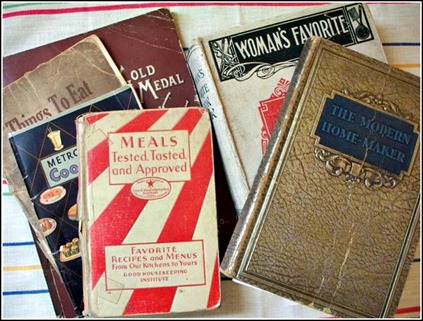 Things To Eat
OLD
MEDAL
METRO
Coo
MEALS
Tested, Tasted,
and Approved
FAVORITE
RECIPES and MENUS
From Our Kitchens to Yours
GOOD HOUSEKEEPING
INSTITUTE
WOMAN'S FAVORITE
THE MODERN
HOME-MAKER